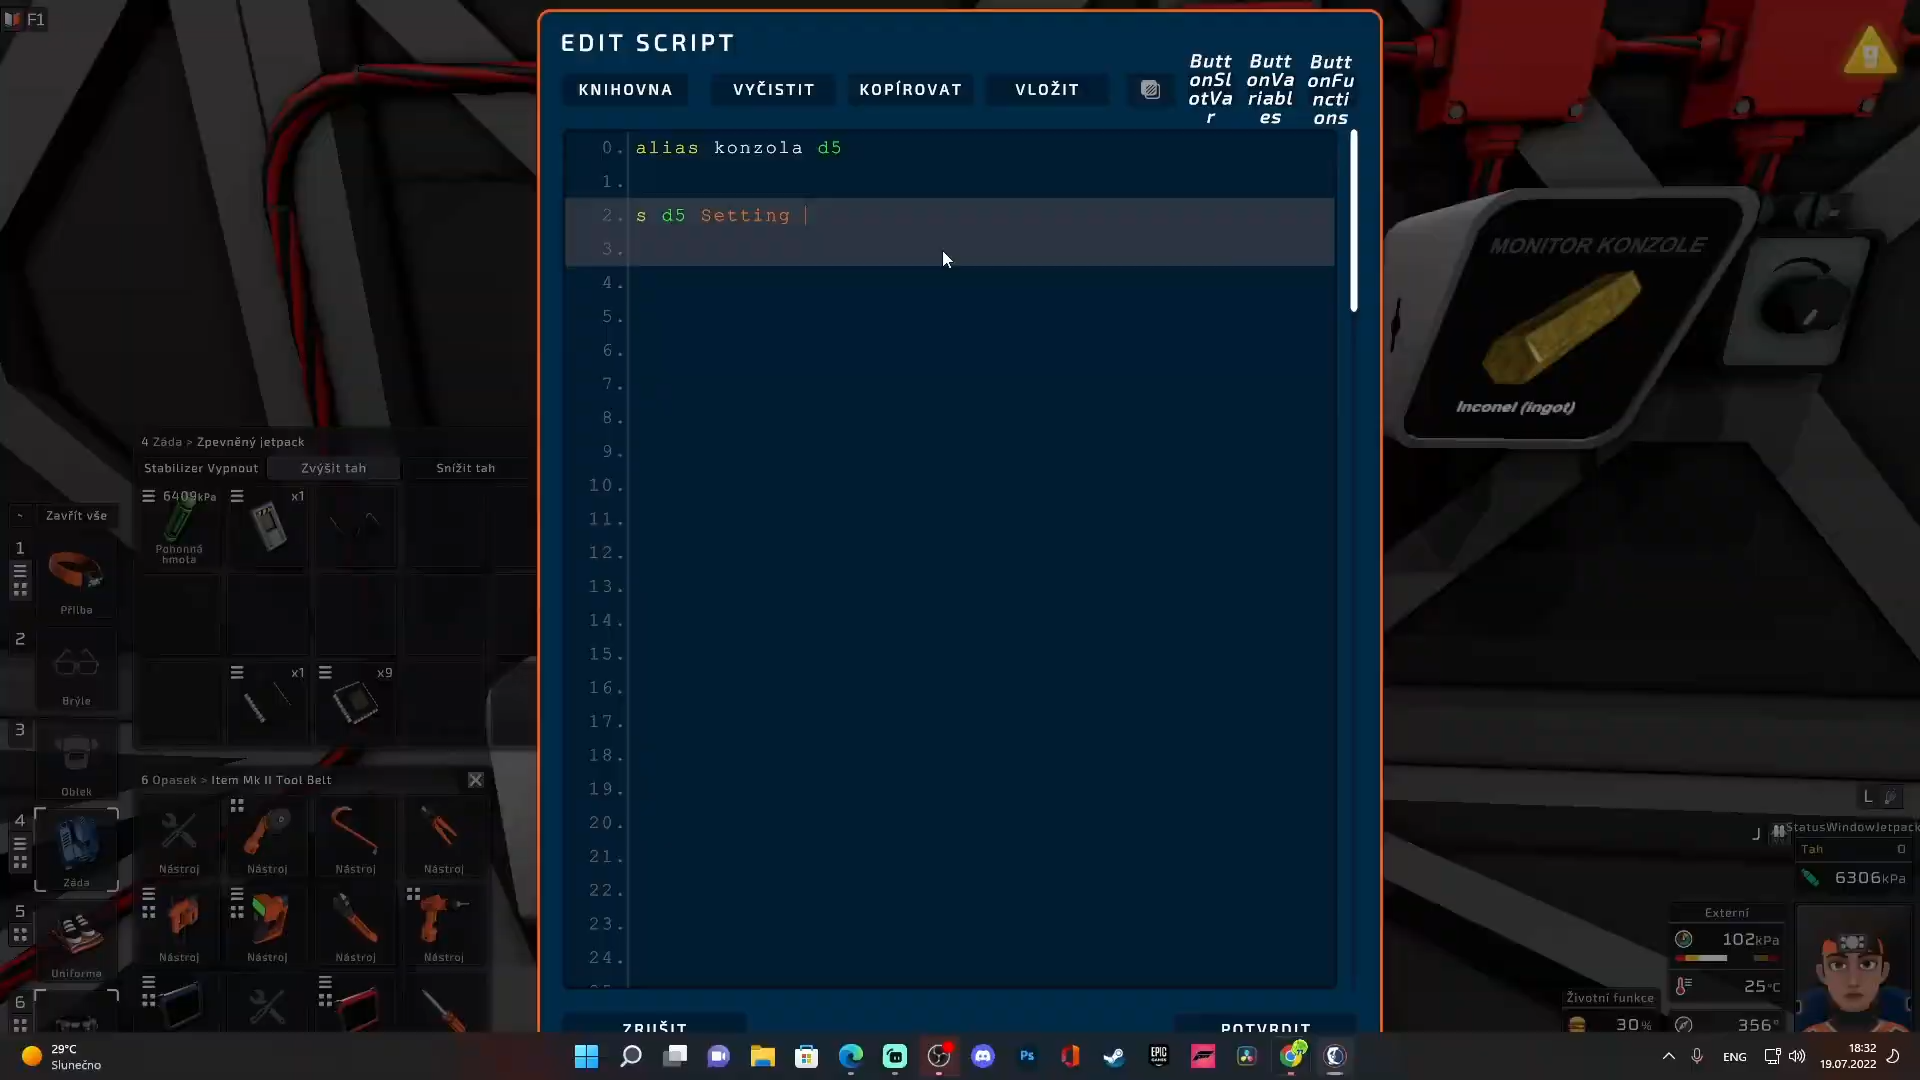 F1
EDIT SCRIPT
KNIHOVNA
VYČISTIT
KOPÍROVAT
VLOŽIT
Butt
onSl
otVa
r
Butt
onVa
riabl
es
Butt
onFu
ncti
ons
0. alias konzola d5
1.
2. s d5 Setting
3.
4.
5.
6.
7.
8.
9.
10.
11.
12.
13.
14.
15.
16.
17.
18.
19.
20.
21.
22.
23.
24.
ZRUŠIT
POTVRDIT
MONITOR KONZOLE
Inconel (ingot)
4 Záda > Zpevněný jetpack
Stabilizer Vypnout
Zvýšit tah
Snížit tah
6409kPa
x1
Pohonná
hmota
x1
x9
~
Zavřít vše
1
Přilba
2
Brýle
3
Oblek
4
Záda
5
Uniforma
6
6 Opasek > Item Mk II Tool Belt
Nástroj
Nástroj
Nástroj
Nástroj
Nástroj
Nástroj
Nástroj
Nástroj
L
J
StatusWindowJetpack
Tah 0
6306kPa
Externí
102kPa
25°C
356°
Životní funkce
30%
29°C
Slunečno
Ps
EPIC
GAMES
ENG
18:32
19.07.2022